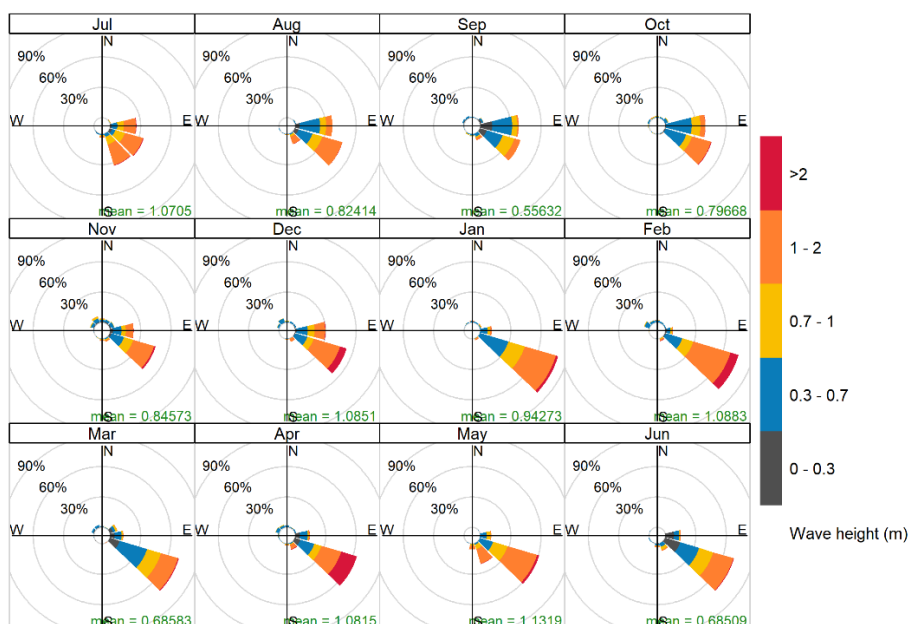 Jul Aug Sep Oct
N N N N
90% 90% 90% 90%
60% 60% 60% 60%
30% 30% 30% 30%
W E W E W E W E
S S S S
mean = 1.0705 mean = 0.82414 mean = 0.55632 mean = 0.79668
Nov Dec Jan Feb
N N N N
90% 90% 90% 90%
60% 60% 60% 60%
30% 30% 30% 30%
W E W E W E W E
S S S S
mean = 0.84573 mean = 1.0851 mean = 0.94273 mean = 1.0883
Mar Apr May Jun
N N N N
90% 90% 90% 90%
60% 60% 60% 60%
30% 30% 30% 30%
W E W E W E W E
S S S S
mean = 0.68583 mean = 1.0815 mean = 1.1319 mean = 0.68509
>2
1 - 2
0.7 - 1
0.3 - 0.7
0 - 0.3
Wave height (m)